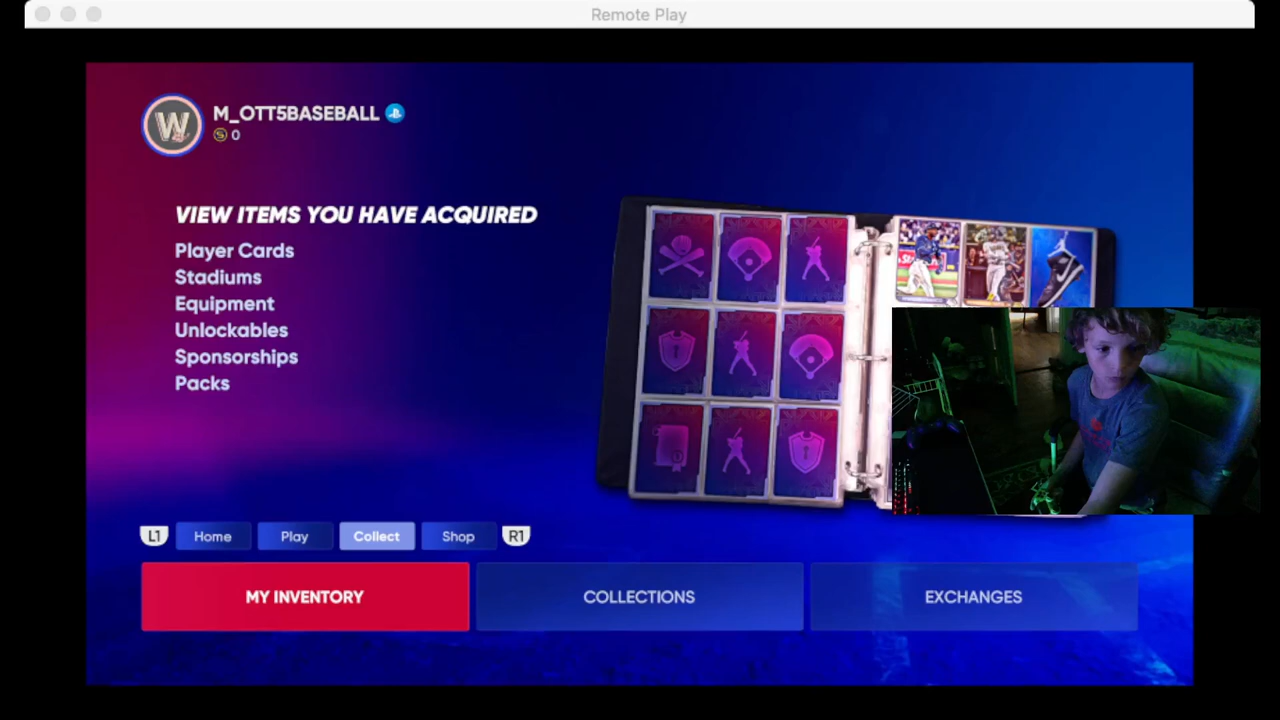 Remote Play
W
M_OTT5BASEBALL
S 0
VIEW ITEMS YOU HAVE ACQUIRED
Player Cards
Stadiums
Equipment
Unlockables
Sponsorships
Packs
L1 Home Play Collect Shop R1
MY INVENTORY COLLECTIONS EXCHANGES